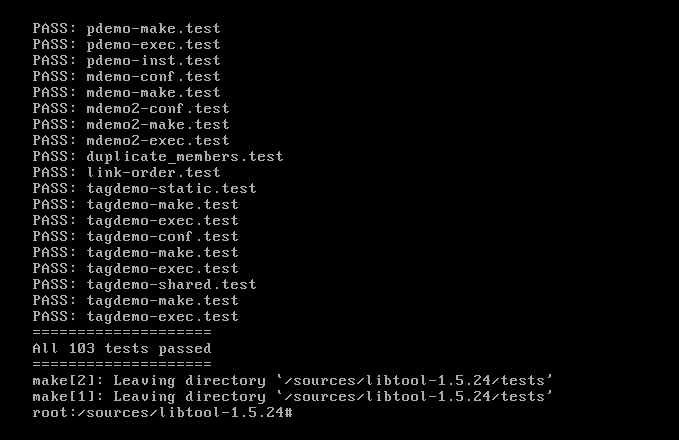 PASS: pdemo-make.test
PASS: pdemo-exec.test
PASS: pdemo-inst.test
PASS: mdemo-conf.test
PASS: mdemo-make.test
PASS: mdemo2-conf.test
PASS: mdemo2-make.test
PASS: mdemo2-exec.test
PASS: duplicate_members.test
PASS: link-order.test
PASS: tagdemo-static.test
PASS: tagdemo-make.test
PASS: tagdemo-exec.test
PASS: tagdemo-conf.test
PASS: tagdemo-make.test
PASS: tagdemo-exec.test
PASS: tagdemo-shared.test
PASS: tagdemo-make.test
PASS: tagdemo-exec.test
====================
All 103 tests passed
====================
make[2]: Leaving directory `/sources/libtool-1.5.24/tests'
make[1]: Leaving directory `/sources/libtool-1.5.24/tests'
root:/sources/libtool-1.5.24#